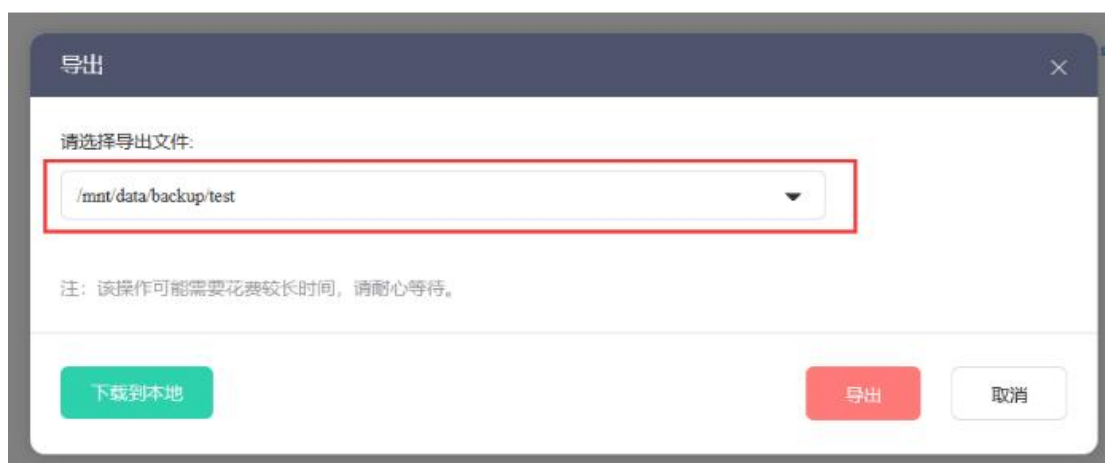 导出
请选择导出文件:
/mnt/data/backup/test
注：该操作可能需要花费较长时间，请耐心等待。
下载到本地
导出
取消